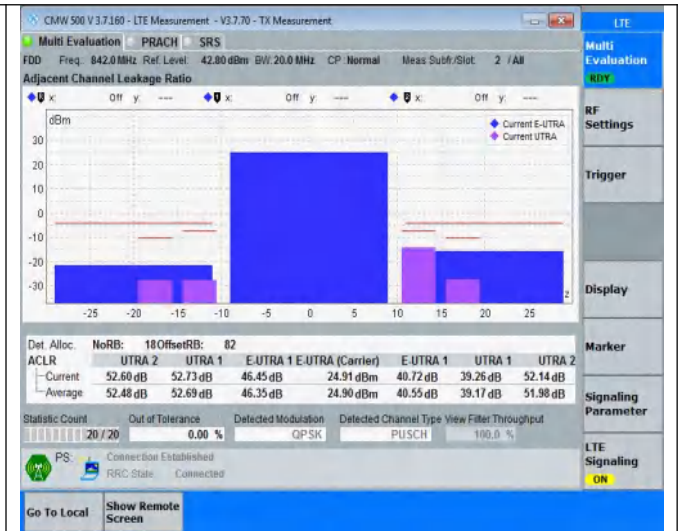 CMW 500 V 3.7.160 - LTE Measurement - V3.7.70 - TX Measurement
LTE
Multi Evaluation PRACH SRS
Multi Evaluation
RDY
FDD Freq.: 842.0 MHz Ref. Level: 42.80 dBm BW: 20.0 MHz CP: Normal Meas Subfr./Slot: 2 / All
Adjacent Channel Leakage Ratio
x: Off y: --- x: Off y: --- x: Off y: ---
dBm
Current E-UTRA
Current UTRA
30
20
10
0
-10
-20
-30
-25 -20 -15 -10 -5 0 5 10 15 20 25
RF Settings
Trigger
Display
Marker
Signaling Parameter
LTE Signaling
ON
Det. Alloc. NoRB: 18 OffsetRB: 82
ACLR UTRA 2 UTRA 1 E-UTRA 1 E-UTRA (Carrier) E-UTRA 1 UTRA 1 UTRA 2
Current 52.60 dB 52.73 dB 46.45 dB 24.91 dBm 40.72 dB 39.26 dB 52.14 dB
Average 52.48 dB 52.69 dB 46.35 dB 24.90 dBm 40.55 dB 39.17 dB 51.98 dB
Statistic Count Out of Tolerance Detected Modulation Detected Channel Type View Filter Throughput
20 / 20 0.00 % QPSK PUSCH 100.0 %
PS: Connection Established
RRC State: Connected
Go To Local
Show Remote Screen